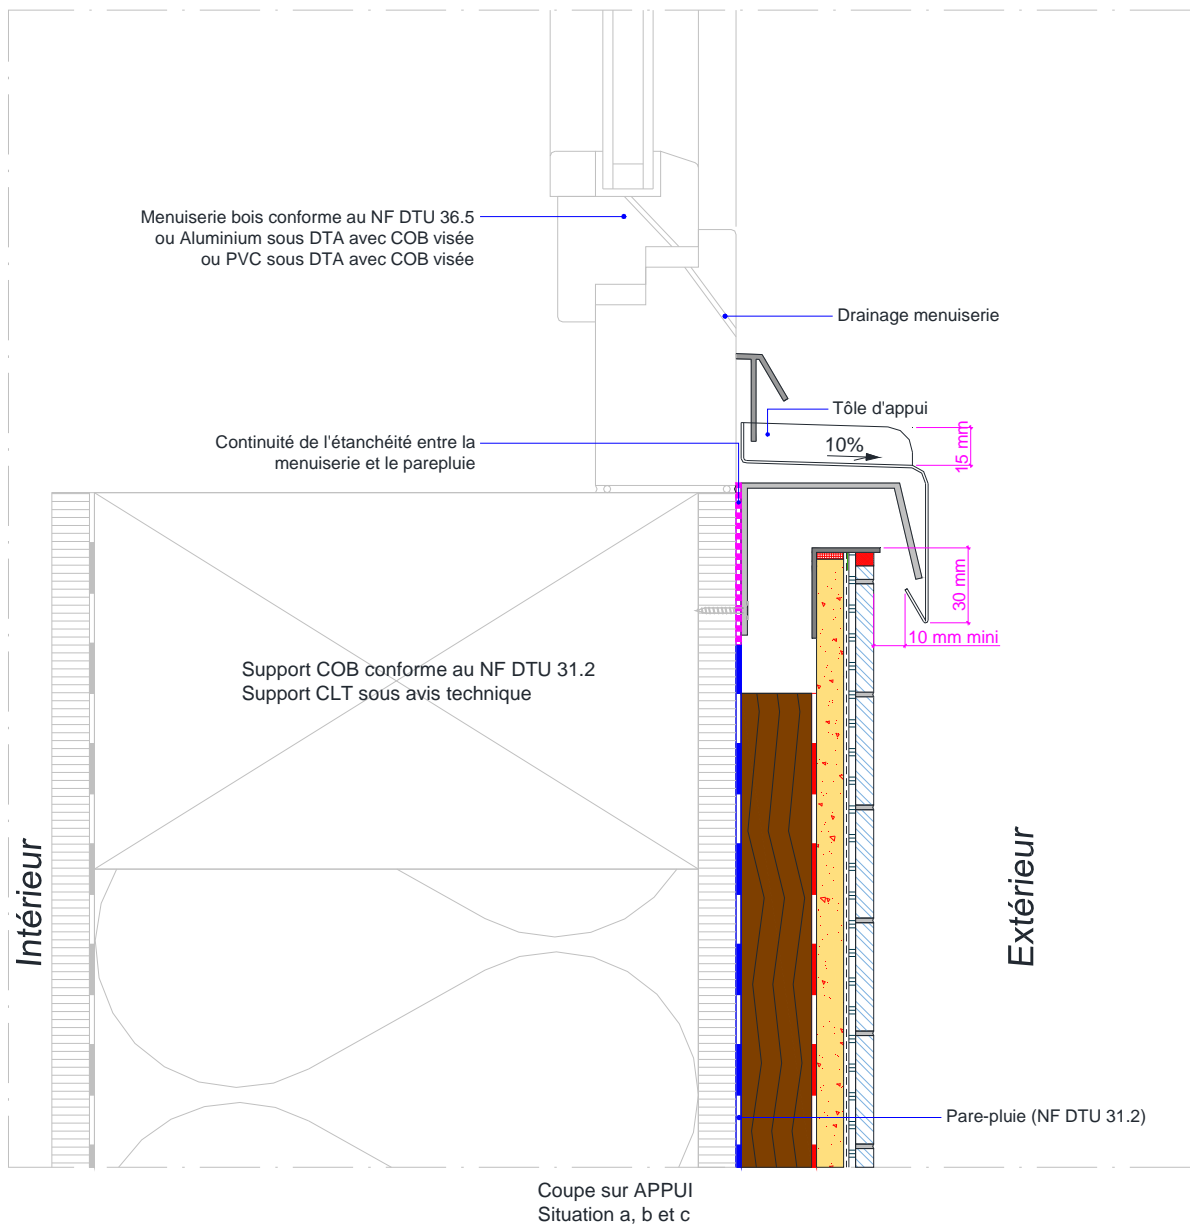 Menuiserie bois conforme au NF DTU 36.5
ou Aluminium sous DTA avec COB visée
ou PVC sous DTA avec COB visée
Drainage menuiserie
Tôle d'appui
10%
15 mm
Continuité de l'étanchéité entre la
menuiserie et le parepluie
30 mm
10 mm mini
Support COB conforme au NF DTU 31.2
Support CLT sous avis technique
Intérieur
Extérieur
Pare-pluie (NF DTU 31.2)
Coupe sur APPUI
Situation a, b et c